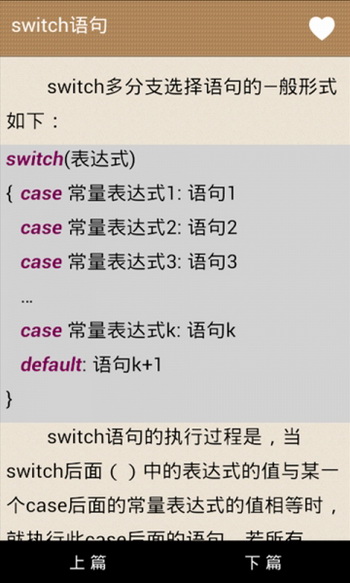 switch语句
switch多分支选择语句的一般形式
如下：
switch(表达式)
{ case 常量表达式1: 语句1
case 常量表达式2: 语句2
case 常量表达式3: 语句3
...
case 常量表达式k: 语句k
default: 语句k+1
}
switch语句的执行过程是，当
switch后面（ ）中的表达式的值与某一
个case后面的常量表达式的值相等时，
就执行此case后面的语句，若所有
上篇 下篇